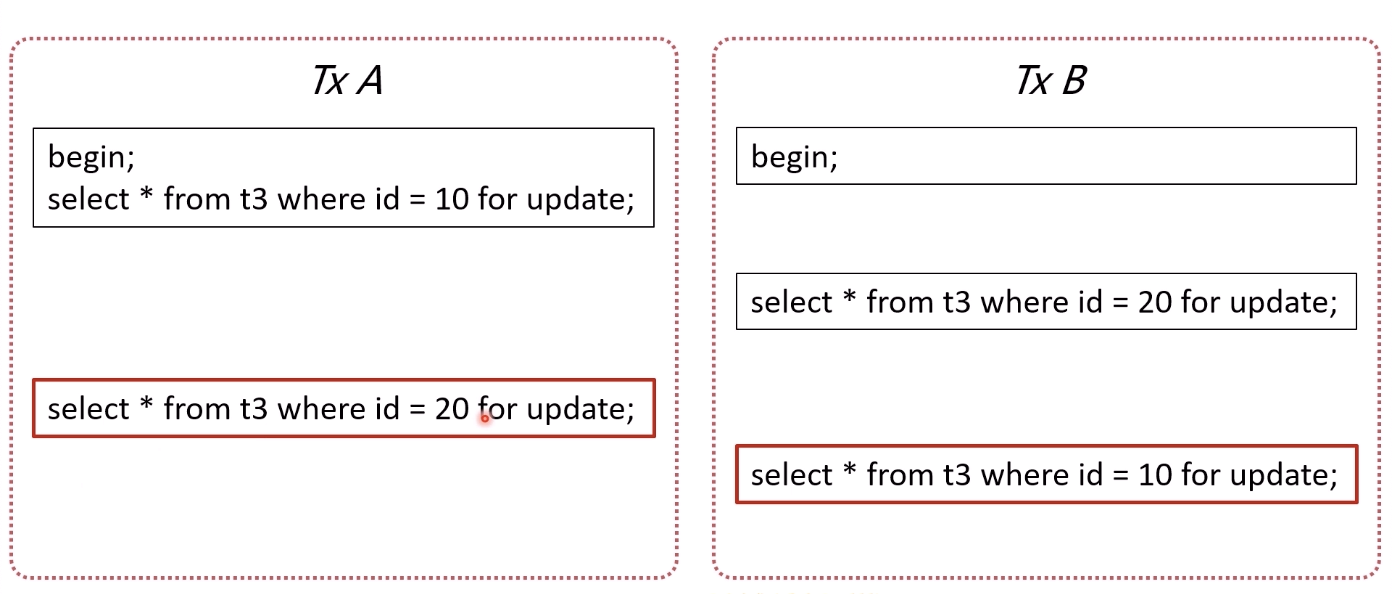 Tx A
begin;
select * from t3 where id = 10 for update;
select * from t3 where id = 20 for update;
Tx B
begin;
select * from t3 where id = 20 for update;
select * from t3 where id = 10 for update;